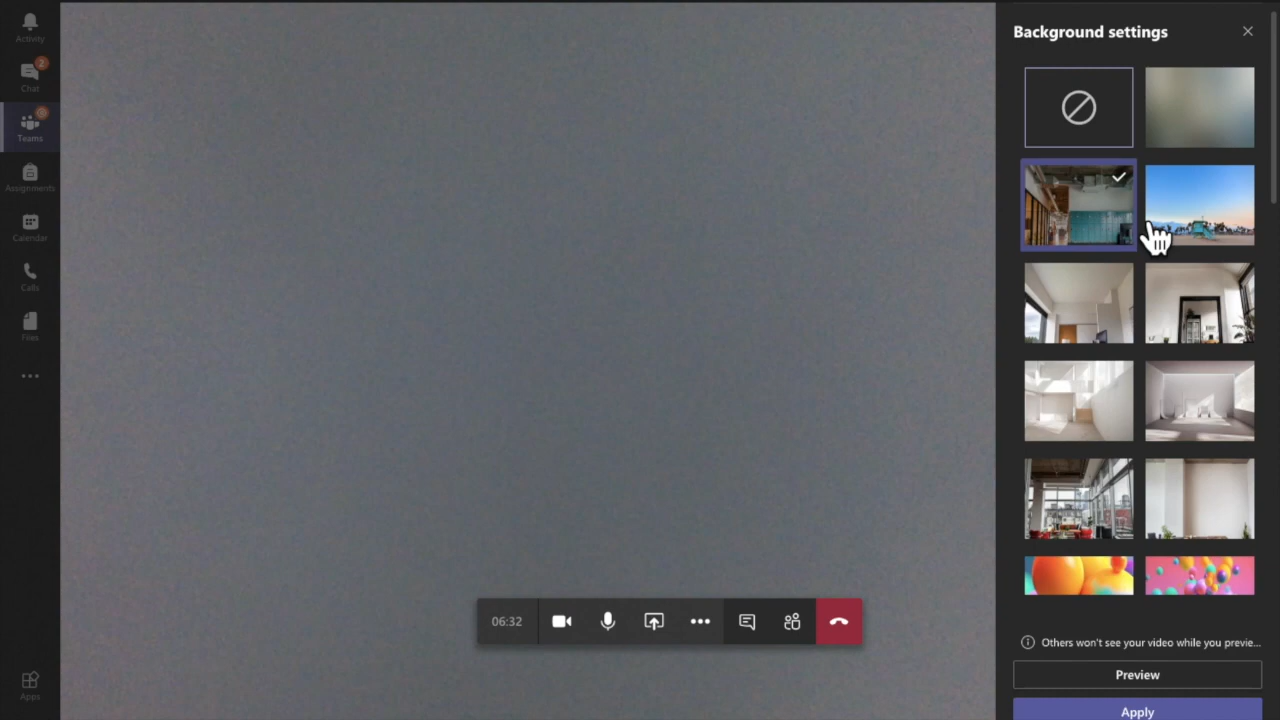 Activity
Chat
2
Teams
Assignments
Calendar
Calls
Files
Apps
06:32
Background settings
Others won't see your video while you previe...
Preview
Apply